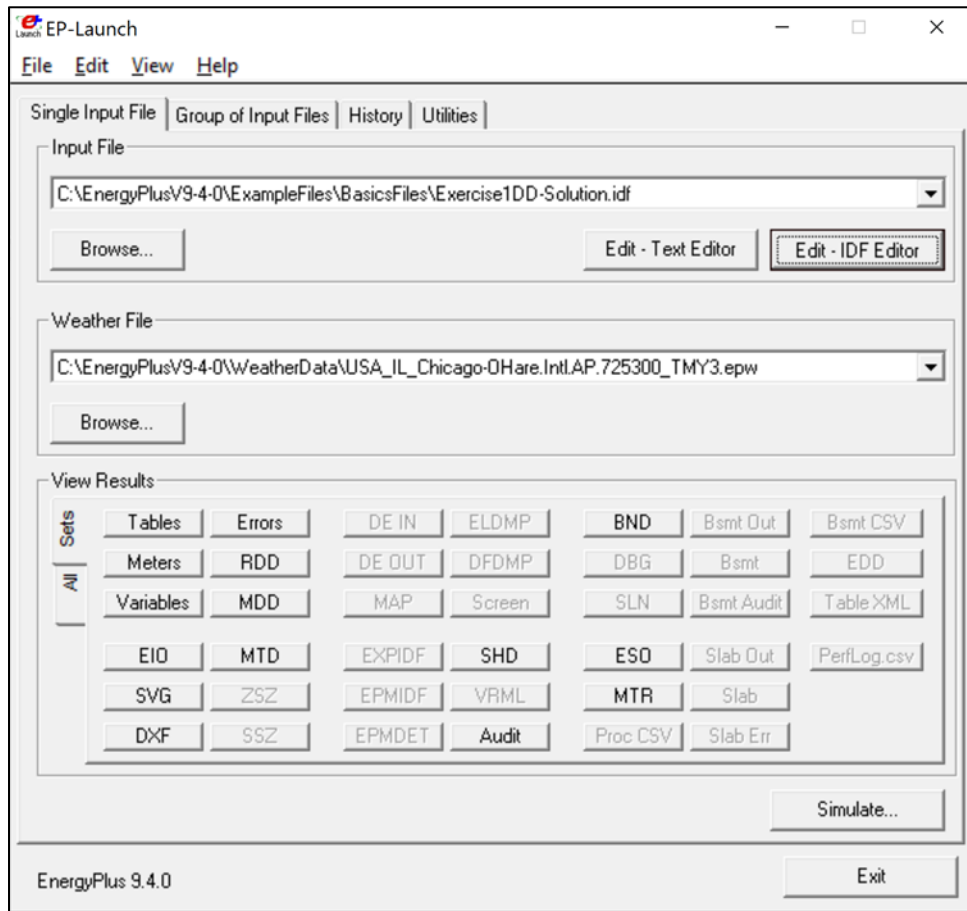 e+ Launch EP-Launch
File Edit View Help
Single Input File Group of Input Files History Utilities
Input File
C:\EnergyPlusV9-4-0\ExampleFiles\BasicsFiles\Exercise1DD-Solution.idf
Browse... Edit - Text Editor Edit - IDF Editor
Weather File
C:\EnergyPlusV9-4-0\WeatherData\USA_IL_Chicago-OHare.Intl.AP.725300_TMY3.epw
Browse...
View Results
Sets
All
Tables Errors DE IN ELDMP BND Bsmt Out Bsmt CSV
Meters RDD DE OUT DFDMP DBG Bsmt EDD
Variables MDD MAP Screen SLN Bsmt Audit Table XML
EIO MTD EXPIDF SHD ESO Slab Out PerfLog.csv
SVG ZSZ EPMIDF VRML MTR Slab
DXF SSZ EPMDET Audit Proc CSV Slab Err
Simulate...
EnergyPlus 9.4.0 Exit